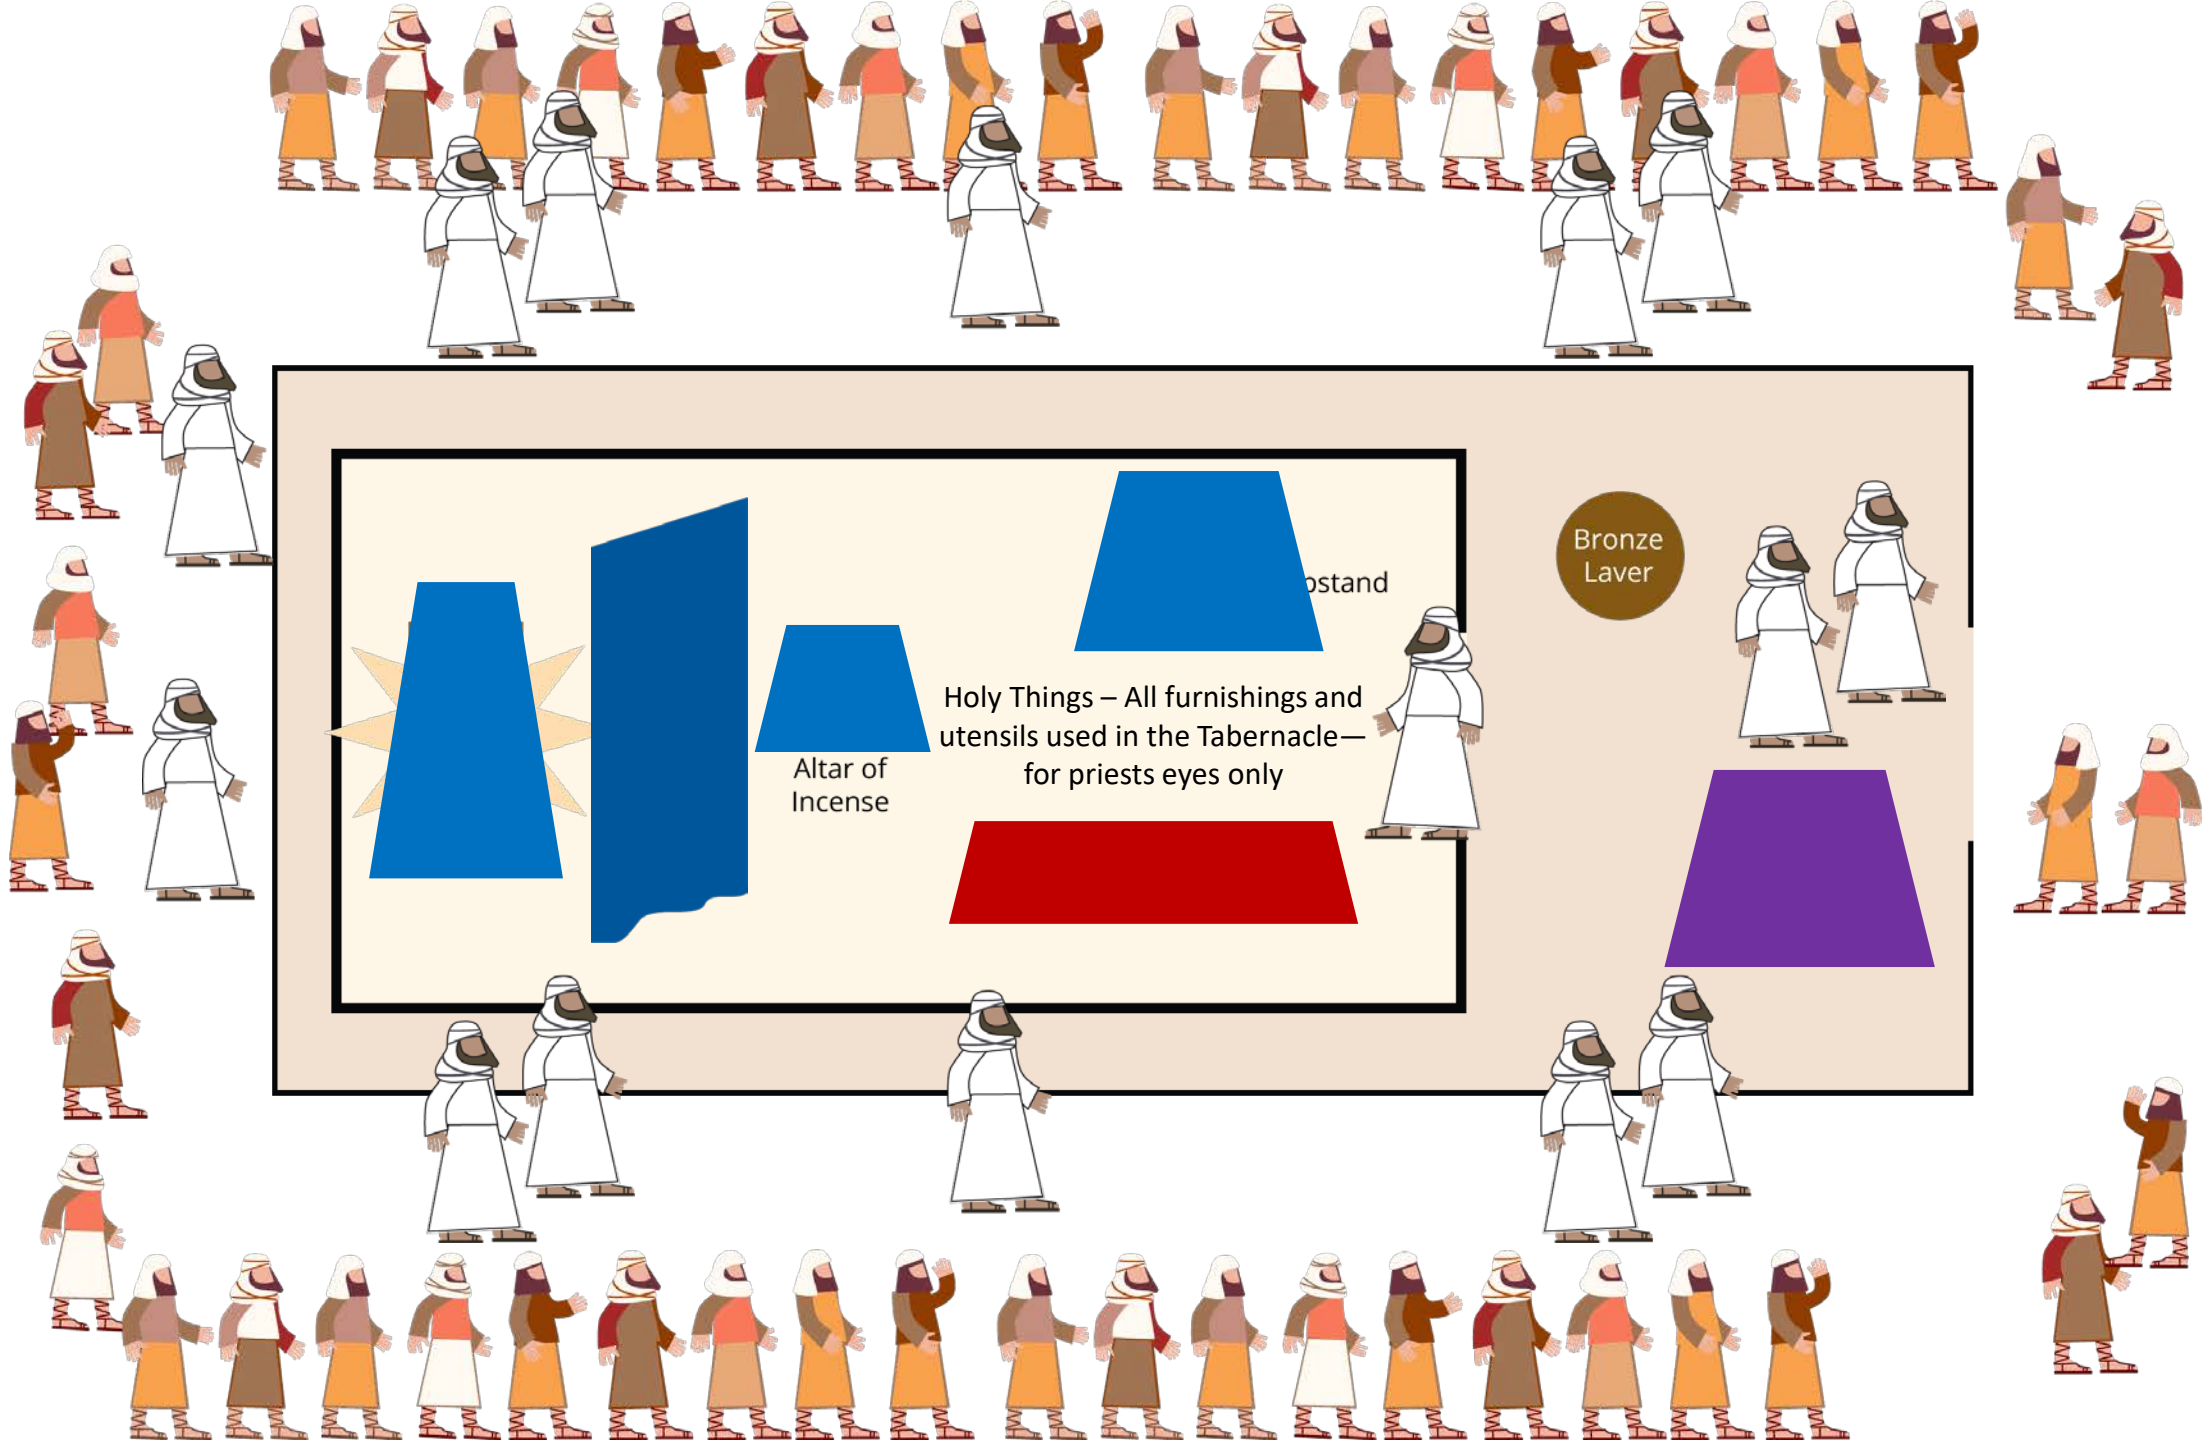 Bronze
Laver
ostand
Holy Things – All furnishings and
utensils used in the Tabernacle—
for priests eyes only
Altar of
Incense